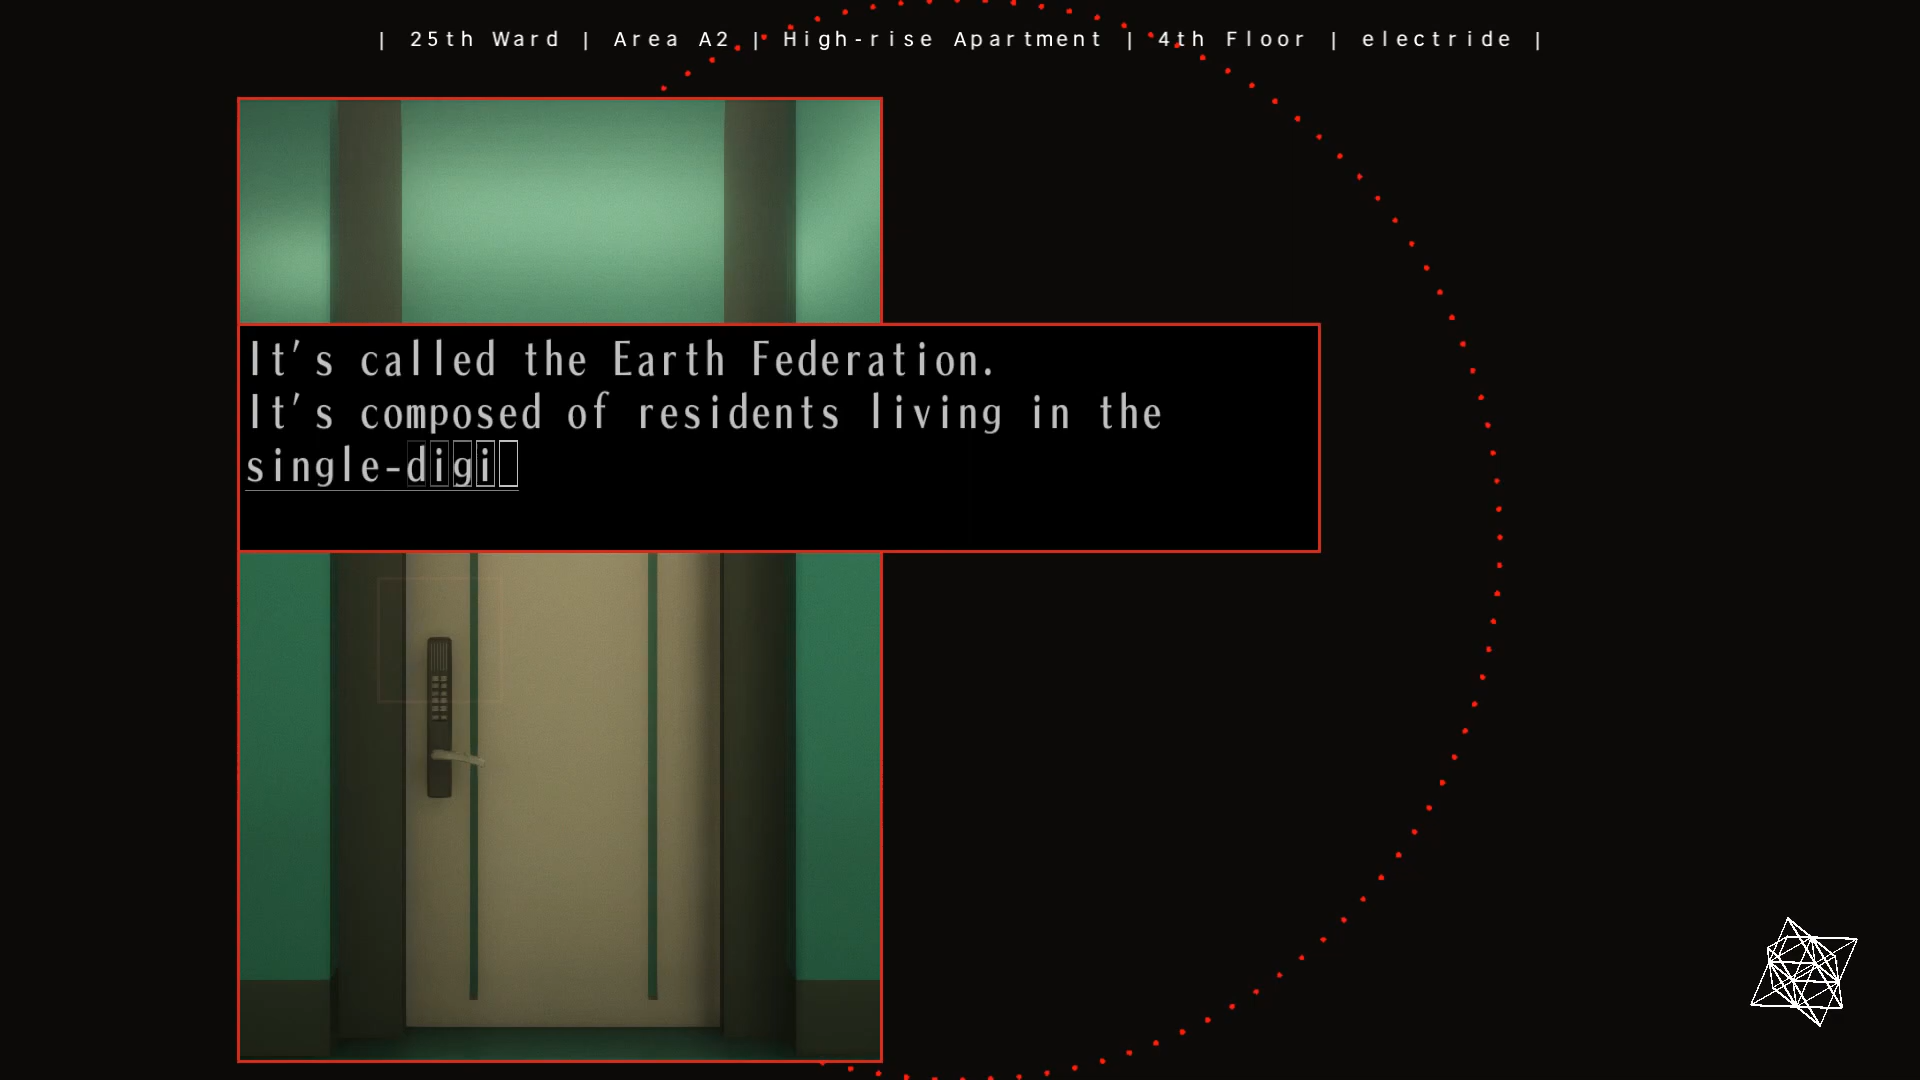 | 25th Ward | Area A2 | High-rise Apartment | 4th Floor | electride |
It's called the Earth Federation.
It's composed of residents living in the
single-digi